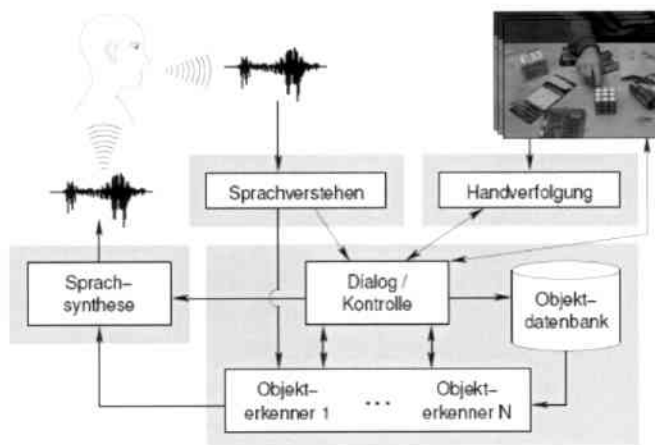 Sprachverstehen
Handverfolgung
Sprach-
synthese
Dialog /
Kontrolle
Objekt-
datenbank
Objekt-
erkenner 1
...
Objekt-
erkenner N